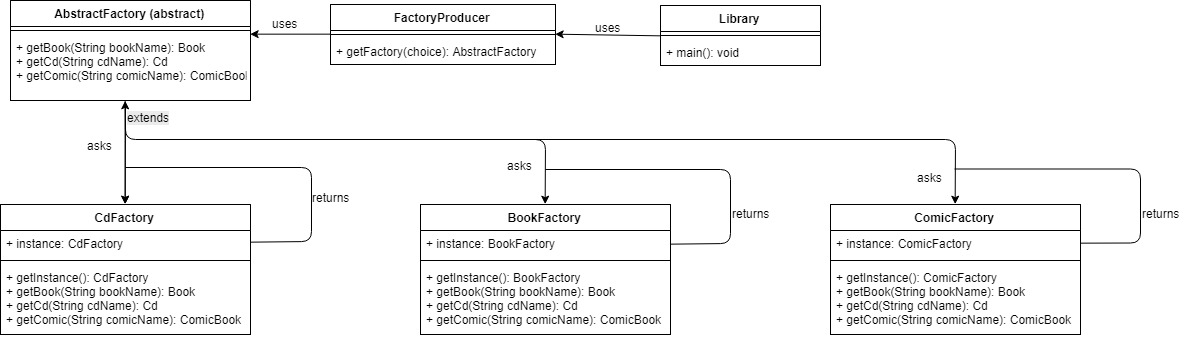 AbstractFactory (abstract)
+ getBook(String bookName): Book
+ getCd(String cdName): Cd
+ getComic(String comicName): ComicBool
uses
FactoryProducer
+ getFactory(choice): AbstractFactory
uses
Library
+ main(): void
extends
asks
asks
asks
returns
returns
returns
CdFactory
+ instance: CdFactory
+ getInstance(): CdFactory
+ getBook(String bookName): Book
+ getCd(String cdName): Cd
+ getComic(String comicName): ComicBook
BookFactory
+ instance: BookFactory
+ getInstance(): BookFactory
+ getBook(String bookName): Book
+ getCd(String cdName): Cd
+ getComic(String comicName): ComicBook
ComicFactory
+ instance: ComicFactory
+ getInstance(): ComicFactory
+ getBook(String bookName): Book
+ getCd(String cdName): Cd
+ getComic(String comicName): ComicBook